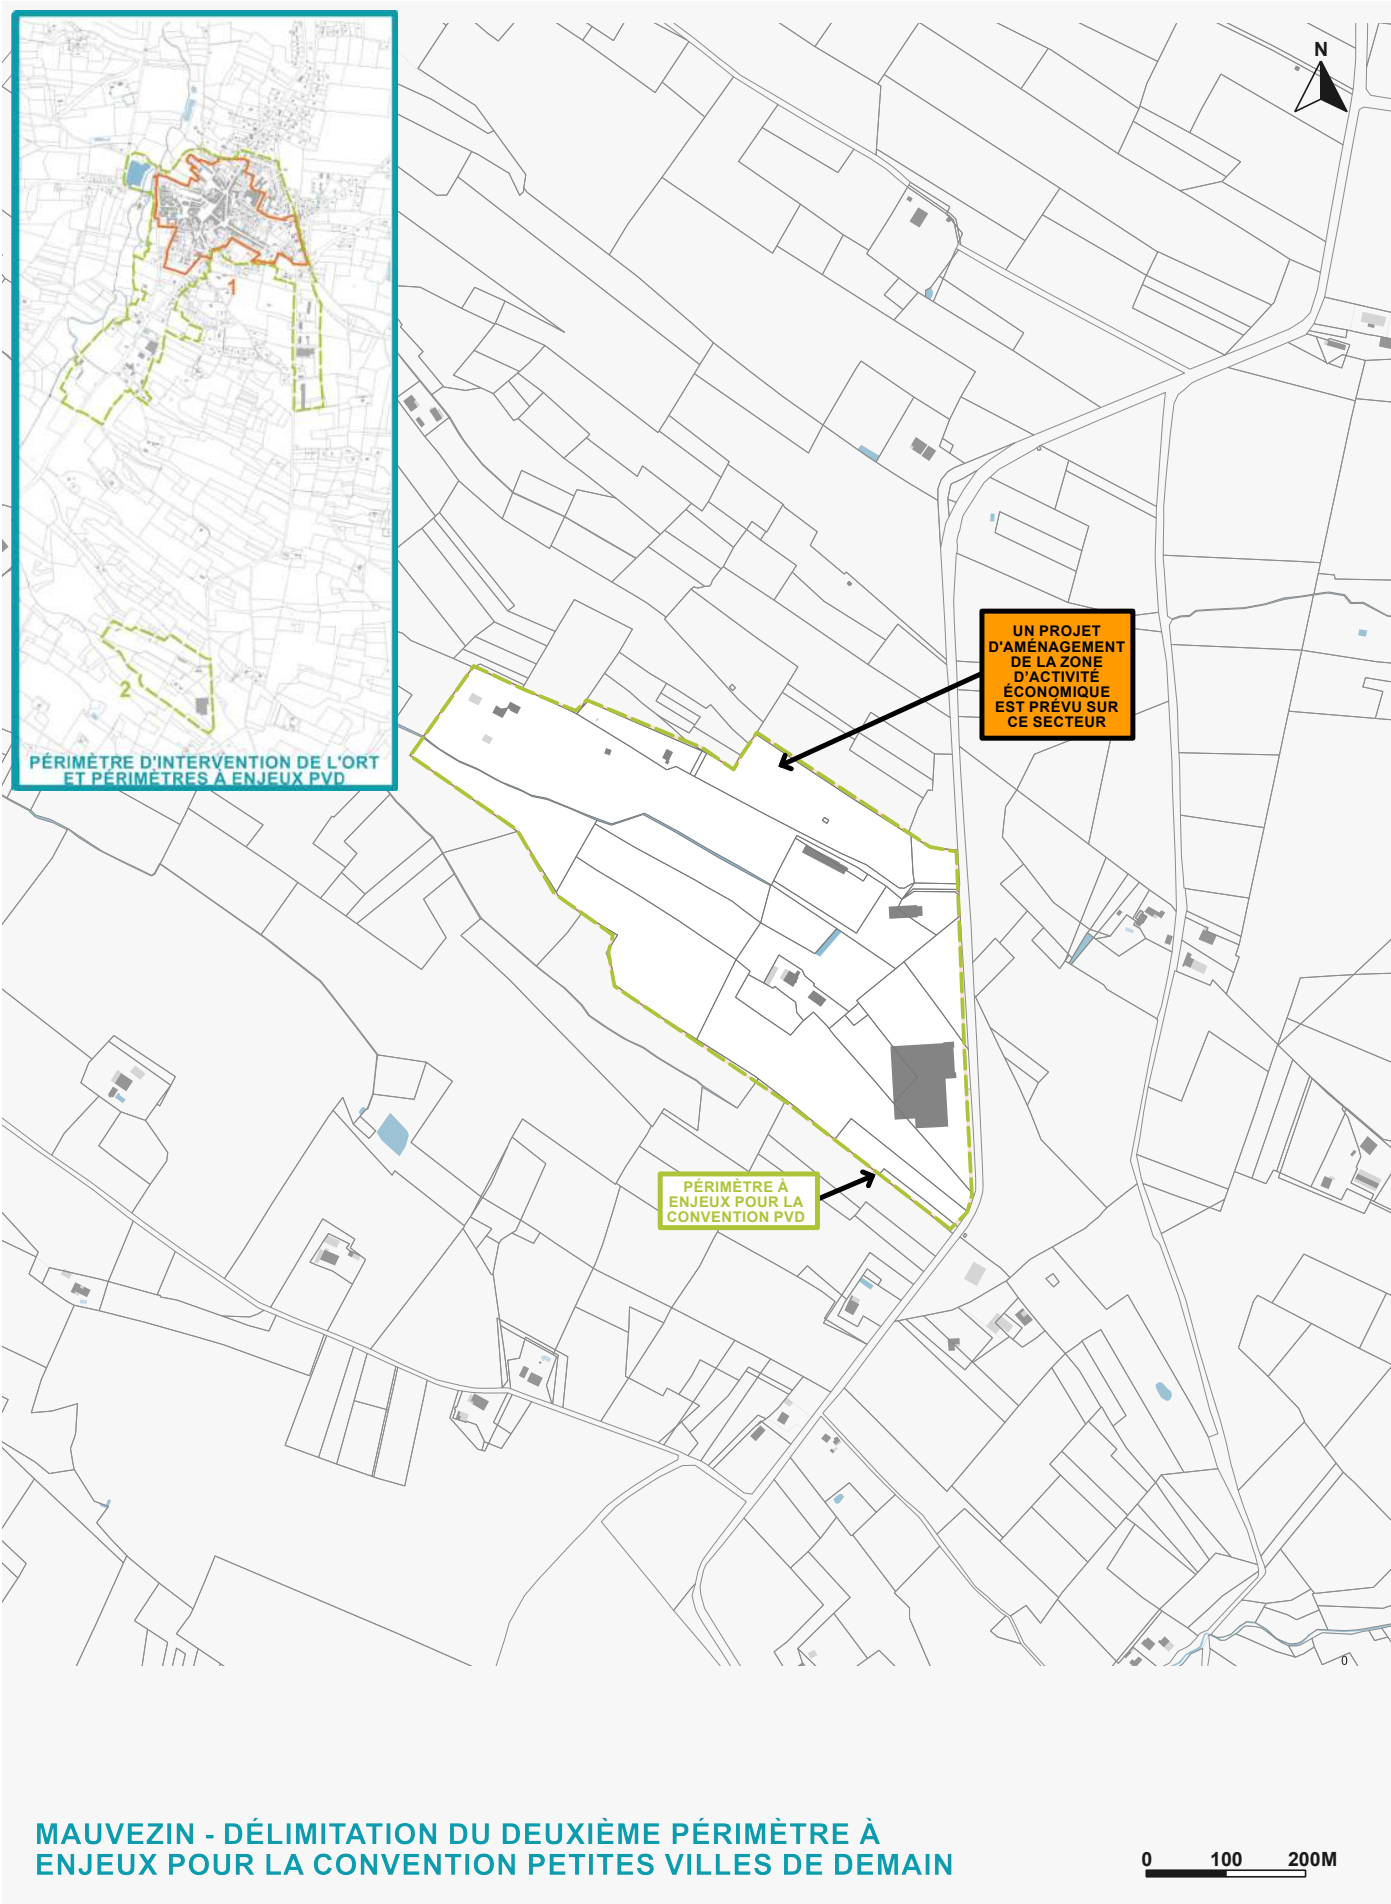 N
1
2
PÉRIMÈTRE D'INTERVENTION DE L'ORT
ET PÉRIMÈTRES À ENJEUX PVD
UN PROJET
D'AMÉNAGEMENT
DE LA ZONE
D'ACTIVITÉ
ÉCONOMIQUE
EST PRÉVU SUR
CE SECTEUR
PÉRIMÈTRE À
ENJEUX POUR LA
CONVENTION PVD
0
MAUVEZIN - DÉLIMITATION DU DEUXIÈME PÉRIMÈTRE À
ENJEUX POUR LA CONVENTION PETITES VILLES DE DEMAIN
0 100 200M